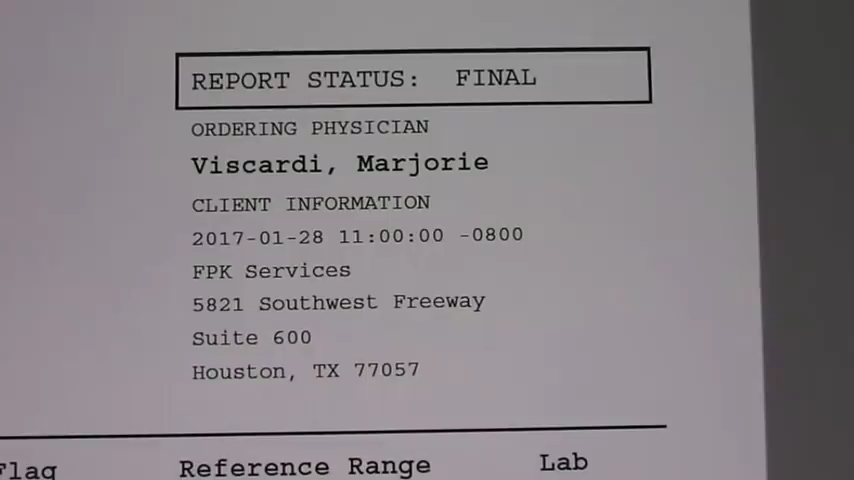 REPORT STATUS: FINAL
ORDERING PHYSICIAN
Viscardi, Marjorie
CLIENT INFORMATION
2017-01-28 11:00:00 -0800
FPK Services
5821 Southwest Freeway
Suite 600
Houston, TX 77057
Flag Reference Range Lab